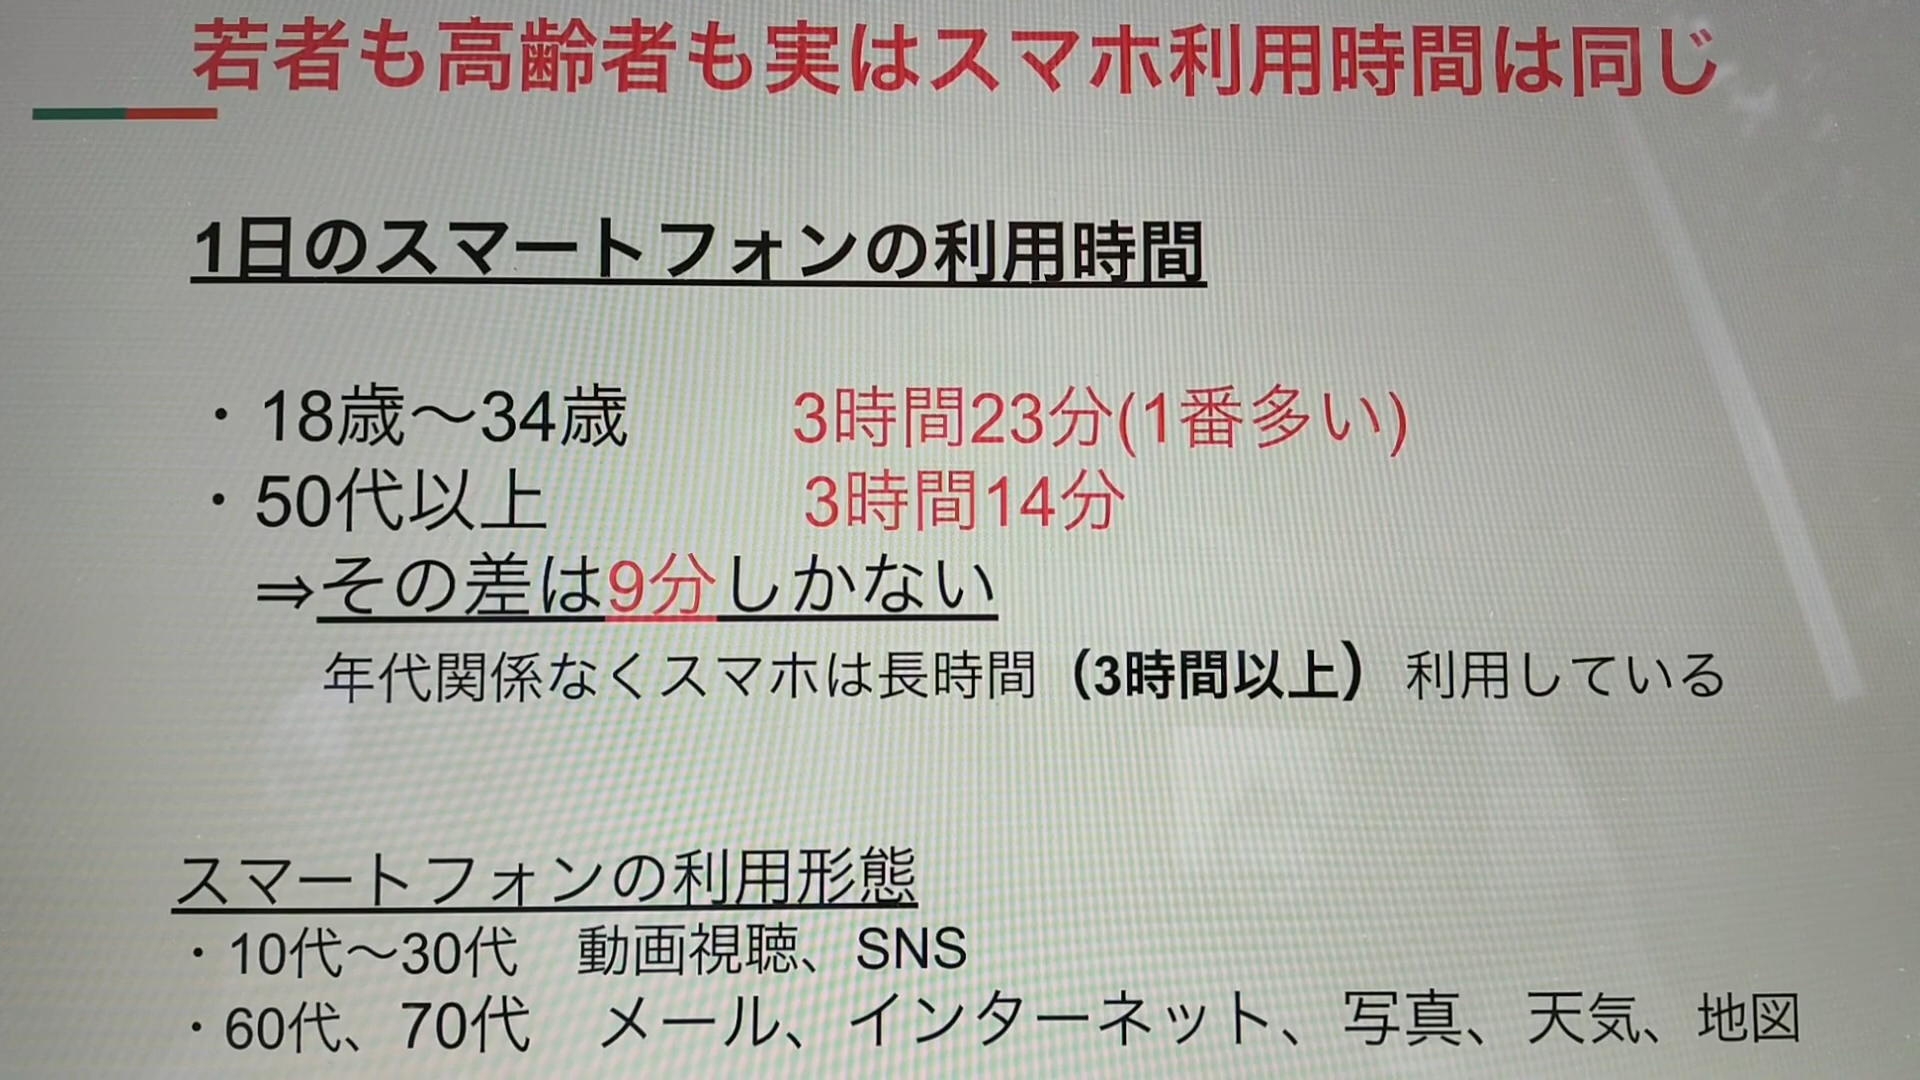 若者も高齢者も実はスマホ利用時間は同じ
1日のスマートフォンの利用時間
・18歳〜34歳 3時間23分(1番多い)
・50代以上 3時間14分
⇒その差は9分しかない
年代関係なくスマホは長時間（3時間以上）利用している
スマートフォンの利用形態
・10代〜30代 動画視聴、SNS
・60代、70代 メール、インターネット、写真、天気、地図